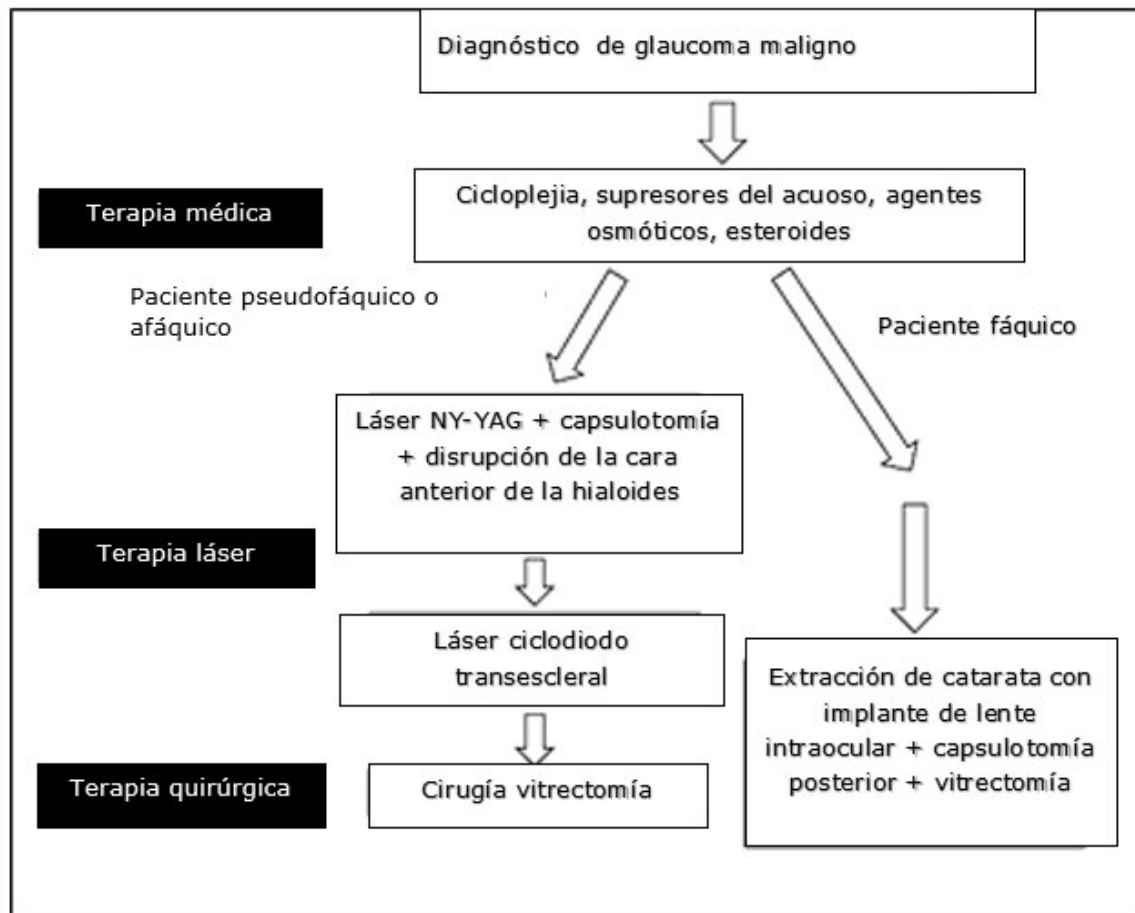 Diagnóstico de glaucoma maligno
Terapia médica
Cicloplejia, supresores del acuoso, agentes
osmóticos, esteroides
Paciente pseudofáquico o
afáquico
Paciente fáquico
Láser NY-YAG + capsulotomía
+ disrupción de la cara
anterior de la hialoides
Terapia láser
Láser ciclodiodo
transescleral
Extracción de catarata con
implante de lente
intraocular + capsulotomía
posterior + vitrectomía
Terapia quirúrgica
Cirugía vitrectomía